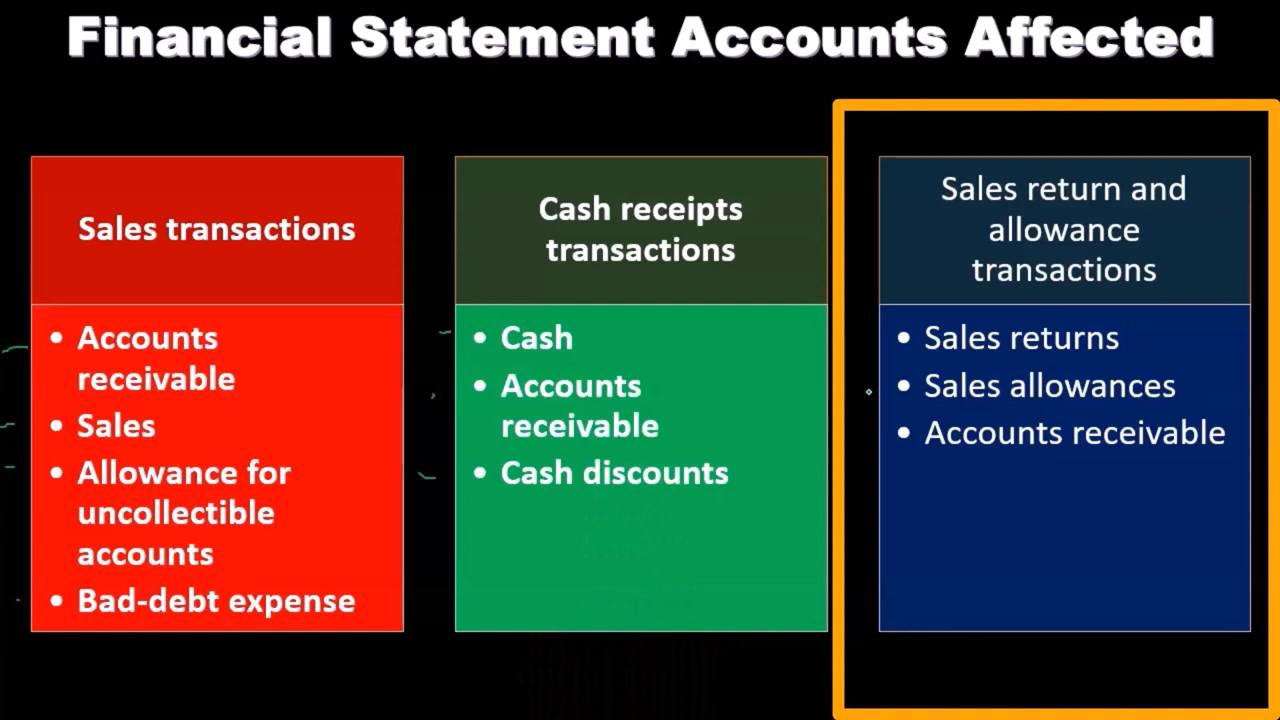 Financial Statement Accounts Affected
Sales transactions
• Accounts
receivable
• Sales
• Allowance for
uncollectible
accounts
• Bad-debt expense
Cash receipts
transactions
• Cash
• Accounts
receivable
• Cash discounts
Sales return and
allowance
transactions
• Sales returns
• Sales allowances
• Accounts receivable